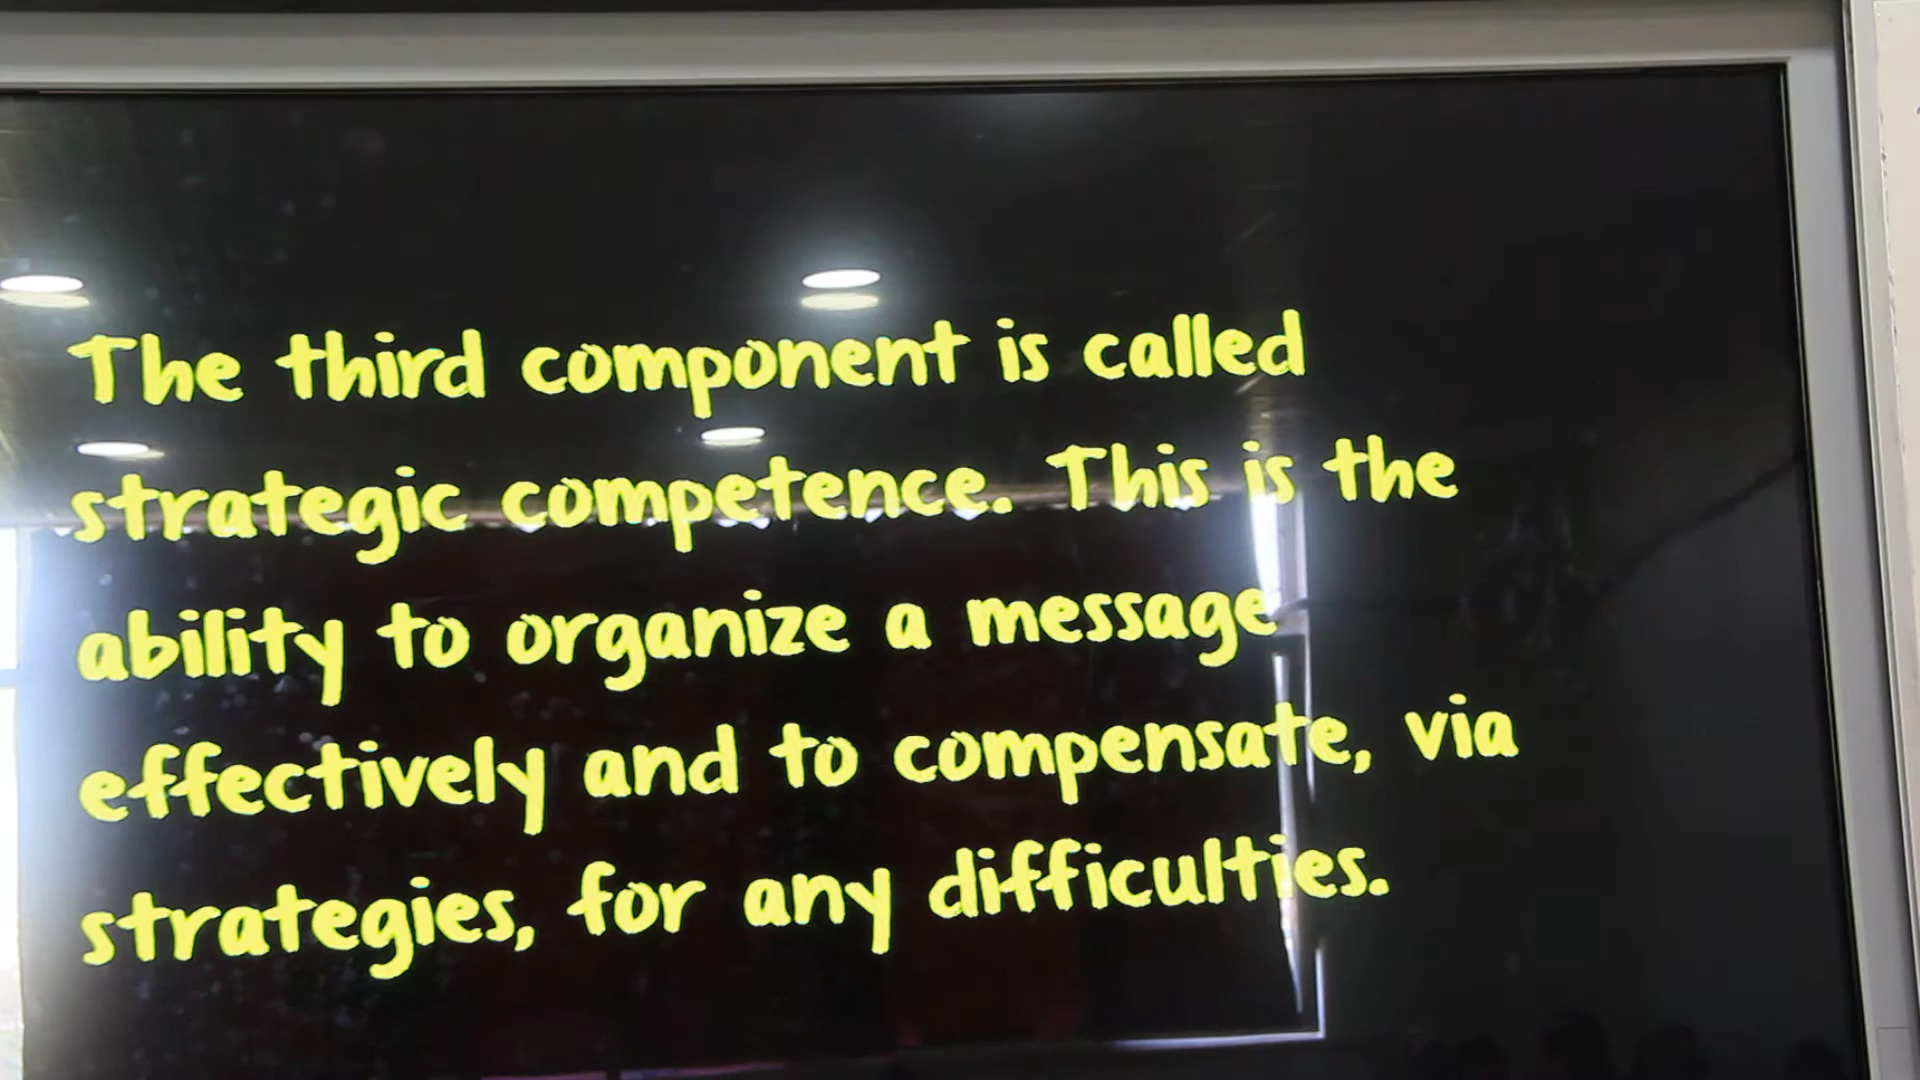 The third component is called
strategic competence. This is the
ability to organize a message
effectively and to compensate, via
strategies, for any difficulties.